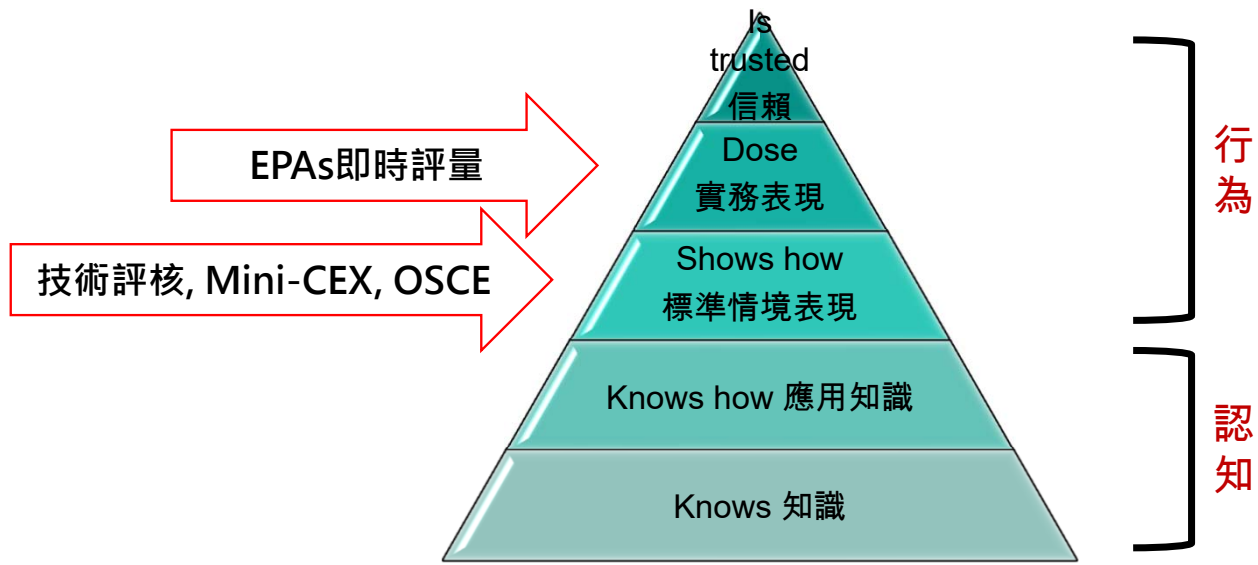 Is
trusted
信賴
EPAs即時評量
Dose
實務表現
技術評核, Mini-CEX, OSCE
Shows how
標準情境表現
行
為
Knows how 應用知識
Knows 知識
認
知